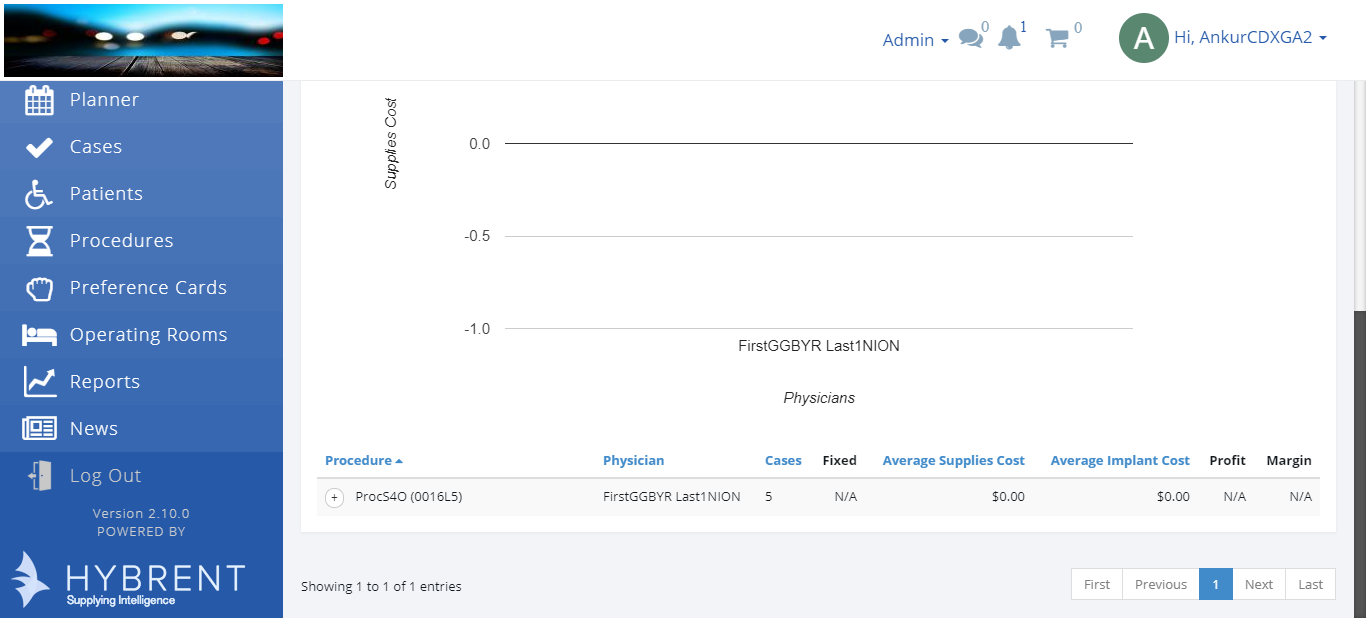 Admin 0 1 0 A Hi, AnkurCDXGA2
Planner
Cases
Patients
Procedures
Preference Cards
Operating Rooms
Reports
News
Log Out
Version 2.10.0
POWERED BY
HYBRENT
Supplying Intelligence
Supplies Cost
0.0
-0.5
-1.0
FirstGGBYR Last1NION
Physicians
Procedure Physician Cases Fixed Average Supplies Cost Average Implant Cost Profit Margin
+ ProcS4O (0016L5) FirstGGBYR Last1NION 5 N/A $0.00 $0.00 N/A N/A
Showing 1 to 1 of 1 entries
First Previous 1 Next Last